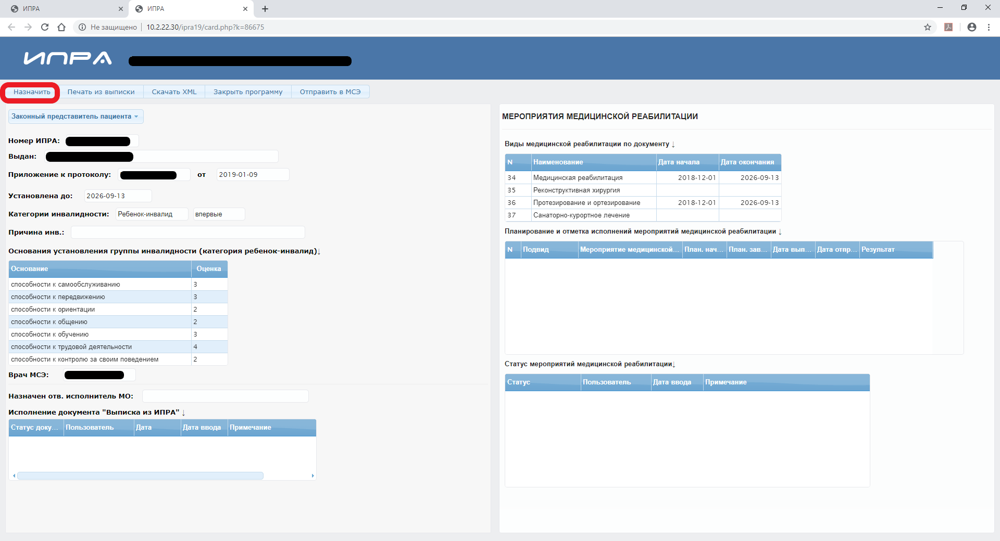 ИПРА
ИПРА
Не защищено
10.2.22.30/ipra19/card.php?k=86675
ИПРА
Назначить
Печать из выписки
Скачать XML
Закрыть программу
Отправить в МСЭ
Законный представитель пациента
Номер ИПРА:
Выдан:
Приложение к протоколу: от 2019-01-09
Установлена до: 2026-09-13
Категории инвалидности: Ребенок-инвалид впервые
Причина инв.:
Основания установления группы инвалидности (категория ребенок-инвалид)↓
Основание Оценка
способности к самообслуживанию 3
способности к передвижению 3
способности к ориентации 2
способности к общению 2
способности к обучению 3
способности к трудовой деятельности 4
способности к контролю за своим поведением 2
Врач МСЭ:
Назначен отв. исполнитель МО:
Исполнение документа "Выписка из ИПРА" ↓
Статус доку... Пользователь Дата Дата ввода Примечание
МЕРОПРИЯТИЯ МЕДИЦИНСКОЙ РЕАБИЛИТАЦИИ
Виды медицинской реабилитации по документу ↓
N Наименование Дата начала Дата окончания
34 Медицинская реабилитация 2018-12-01 2026-09-13
35 Реконструктивная хирургия
36 Протезирование и ортезирование 2018-12-01 2026-09-13
37 Санаторно-курортное лечение
Планирование и отметка исполнений мероприятий медицинской реабилитации ↓
N Подвид Мероприятие медицинской... План. нач... План. зав... Дата вып... Дата отпр... Результат
Статус мероприятий медицинской реабилитации↓
Статус Пользователь Дата ввода Примечание